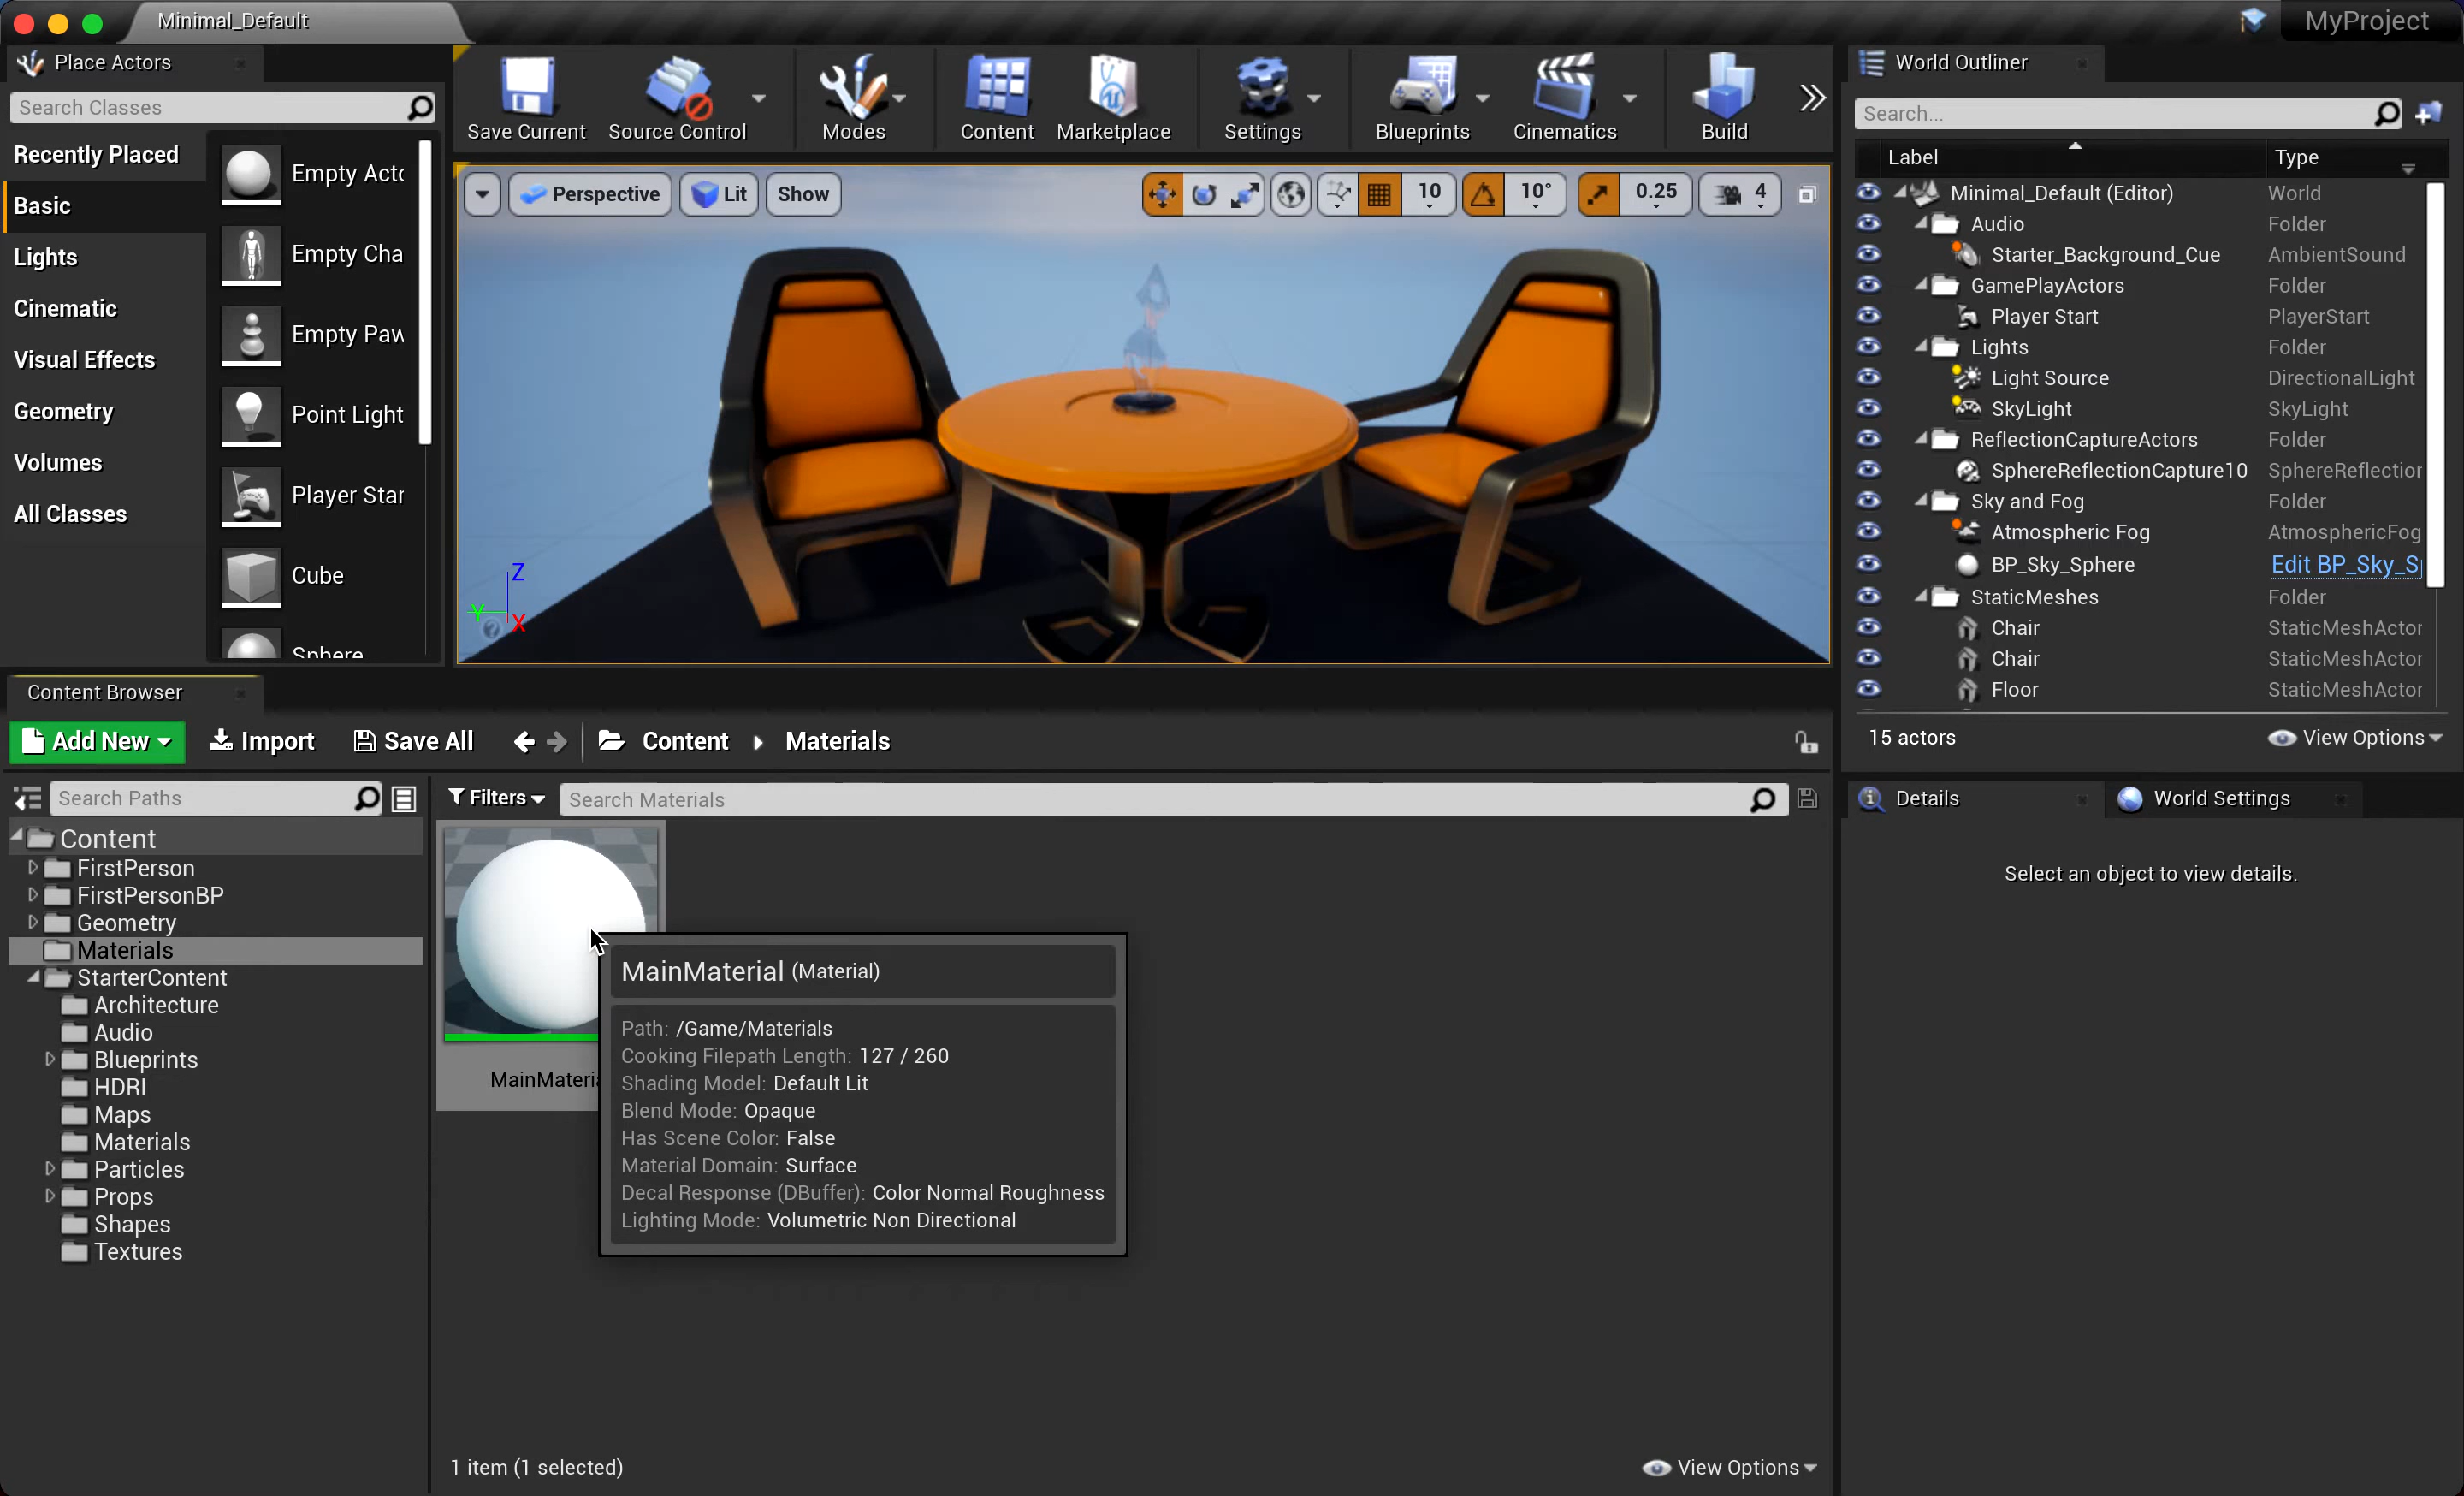 Minimal_Default
MyProject
Place Actors
Search Classes
Recently Placed
Basic
Lights
Cinematic
Visual Effects
Geometry
Volumes
All Classes
Empty Acto
Empty Cha
Empty Paw
Point Light
Player Star
Cube
Sphere
Save Current
Source Control
Modes
Content
Marketplace
Settings
Blueprints
Cinematics
Build
Perspective
Lit
Show
10
10°
0.25
4
Z
Y
X
World Outliner
Search...
Label Type
Minimal_Default (Editor) World
Audio Folder
Starter_Background_Cue AmbientSound
GamePlayActors Folder
Player Start PlayerStart
Lights Folder
Light Source DirectionalLight
SkyLight SkyLight
ReflectionCaptureActors Folder
SphereReflectionCapture10 SphereReflection
Sky and Fog Folder
Atmospheric Fog AtmosphericFog
BP_Sky_Sphere Edit BP_Sky_S
StaticMeshes Folder
Chair StaticMeshActor
Chair StaticMeshActor
Floor StaticMeshActor
15 actors
View Options
Content Browser
Add New
Import
Save All
Content
Materials
Search Paths
Filters
Search Materials
Content
FirstPerson
FirstPersonBP
Geometry
Materials
StarterContent
Architecture
Audio
Blueprints
HDRI
Maps
Materials
Particles
Props
Shapes
Textures
MainMateria
MainMaterial (Material)
Path: /Game/Materials
Cooking Filepath Length: 127 / 260
Shading Model: Default Lit
Blend Mode: Opaque
Has Scene Color: False
Material Domain: Surface
Decal Response (DBuffer): Color Normal Roughness
Lighting Mode: Volumetric Non Directional
1 item (1 selected)
View Options
Details
World Settings
Select an object to view details.